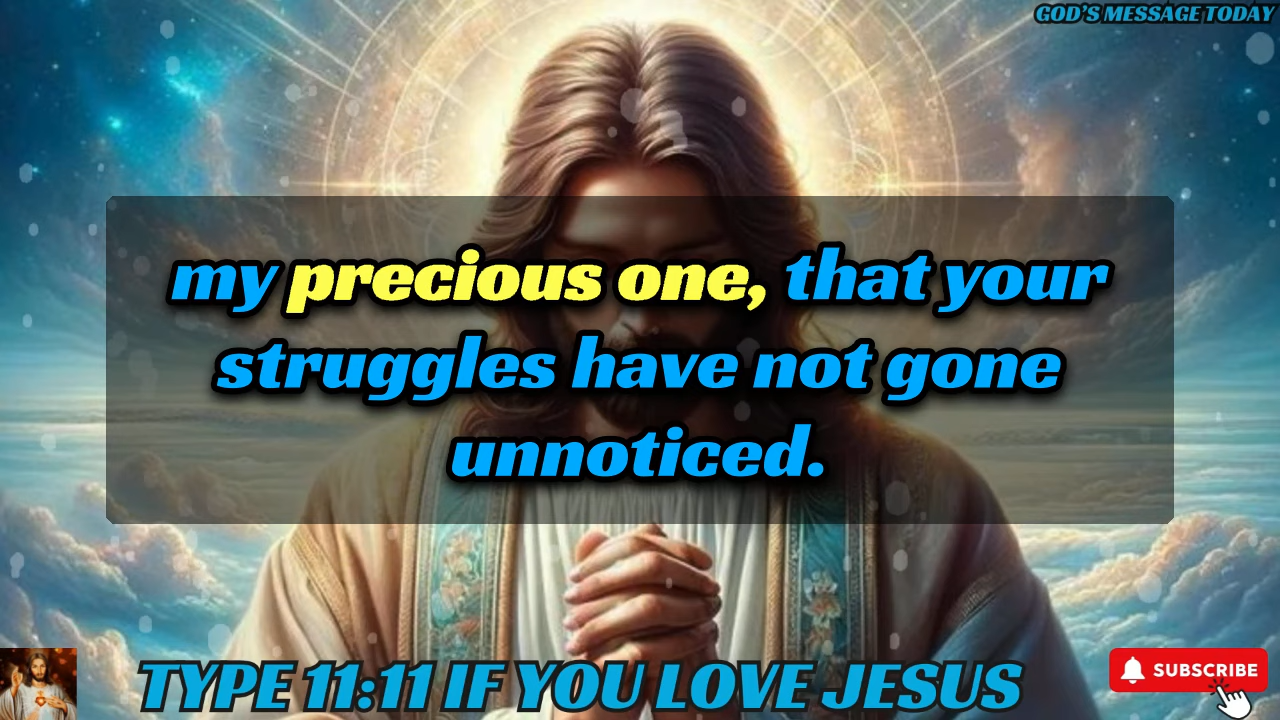 GOD'S MESSAGE TODAY
my precious one, that your
struggles have not gone
unnoticed.
TYPE 11:11 IF YOU LOVE JESUS
SUBSCRIBE